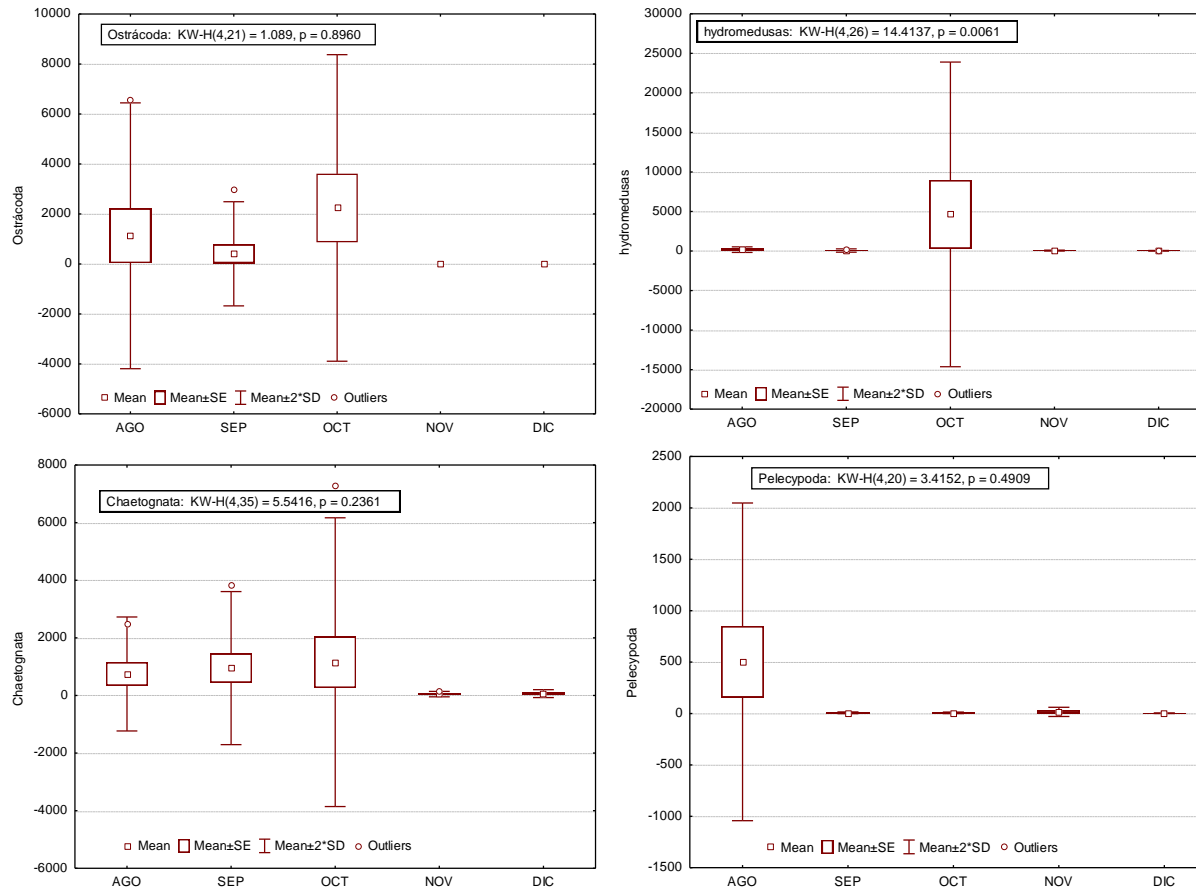 Ostrácoda: KW-H(4,21) = 1.089, p = 0.8960
10000
8000
6000
4000
2000
0
-2000
-4000
-6000
Ostrácoda
Mean Mean±SE Mean±2*SD Outliers
AGO SEP OCT NOV DIC
hydromedusas: KW-H(4,26) = 14.4137, p = 0.0061
30000
25000
20000
15000
10000
5000
0
-5000
-10000
-15000
-20000
hydromedusas
Mean Mean±SE Mean±2*SD Outliers
AGO SEP OCT NOV DIC
Chaetognata: KW-H(4,35) = 5.5416, p = 0.2361
8000
6000
4000
2000
0
-2000
-4000
-6000
Chaetognata
Mean Mean±SE Mean±2*SD Outliers
AGO SEP OCT NOV DIC
Pelecypoda: KW-H(4,20) = 3.4152, p = 0.4909
2500
2000
1500
1000
500
0
-500
-1000
-1500
Pelecypoda
Mean Mean±SE Mean±2*SD Outliers
AGO SEP OCT NOV DIC